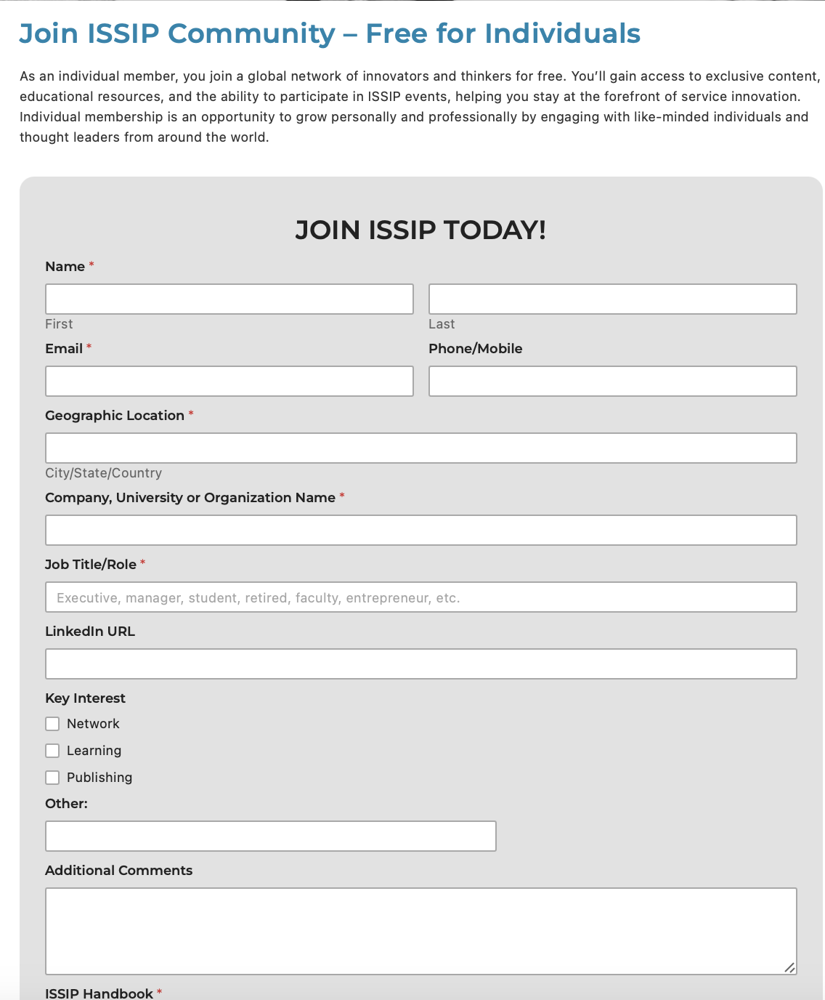 Join ISSIP Community – Free for Individuals
As an individual member, you join a global network of innovators and thinkers for free. You’ll gain access to exclusive content,
educational resources, and the ability to participate in ISSIP events, helping you stay at the forefront of service innovation.
Individual membership is an opportunity to grow personally and professionally by engaging with like-minded individuals and
thought leaders from around the world.
JOIN ISSIP TODAY!
Name *
First
Last
Email *
Phone/Mobile
Geographic Location *
City/State/Country
Company, University or Organization Name *
Job Title/Role *
Executive, manager, student, retired, faculty, entrepreneur, etc.
LinkedIn URL
Key Interest
Network
Learning
Publishing
Other:
Additional Comments
ISSIP Handbook *